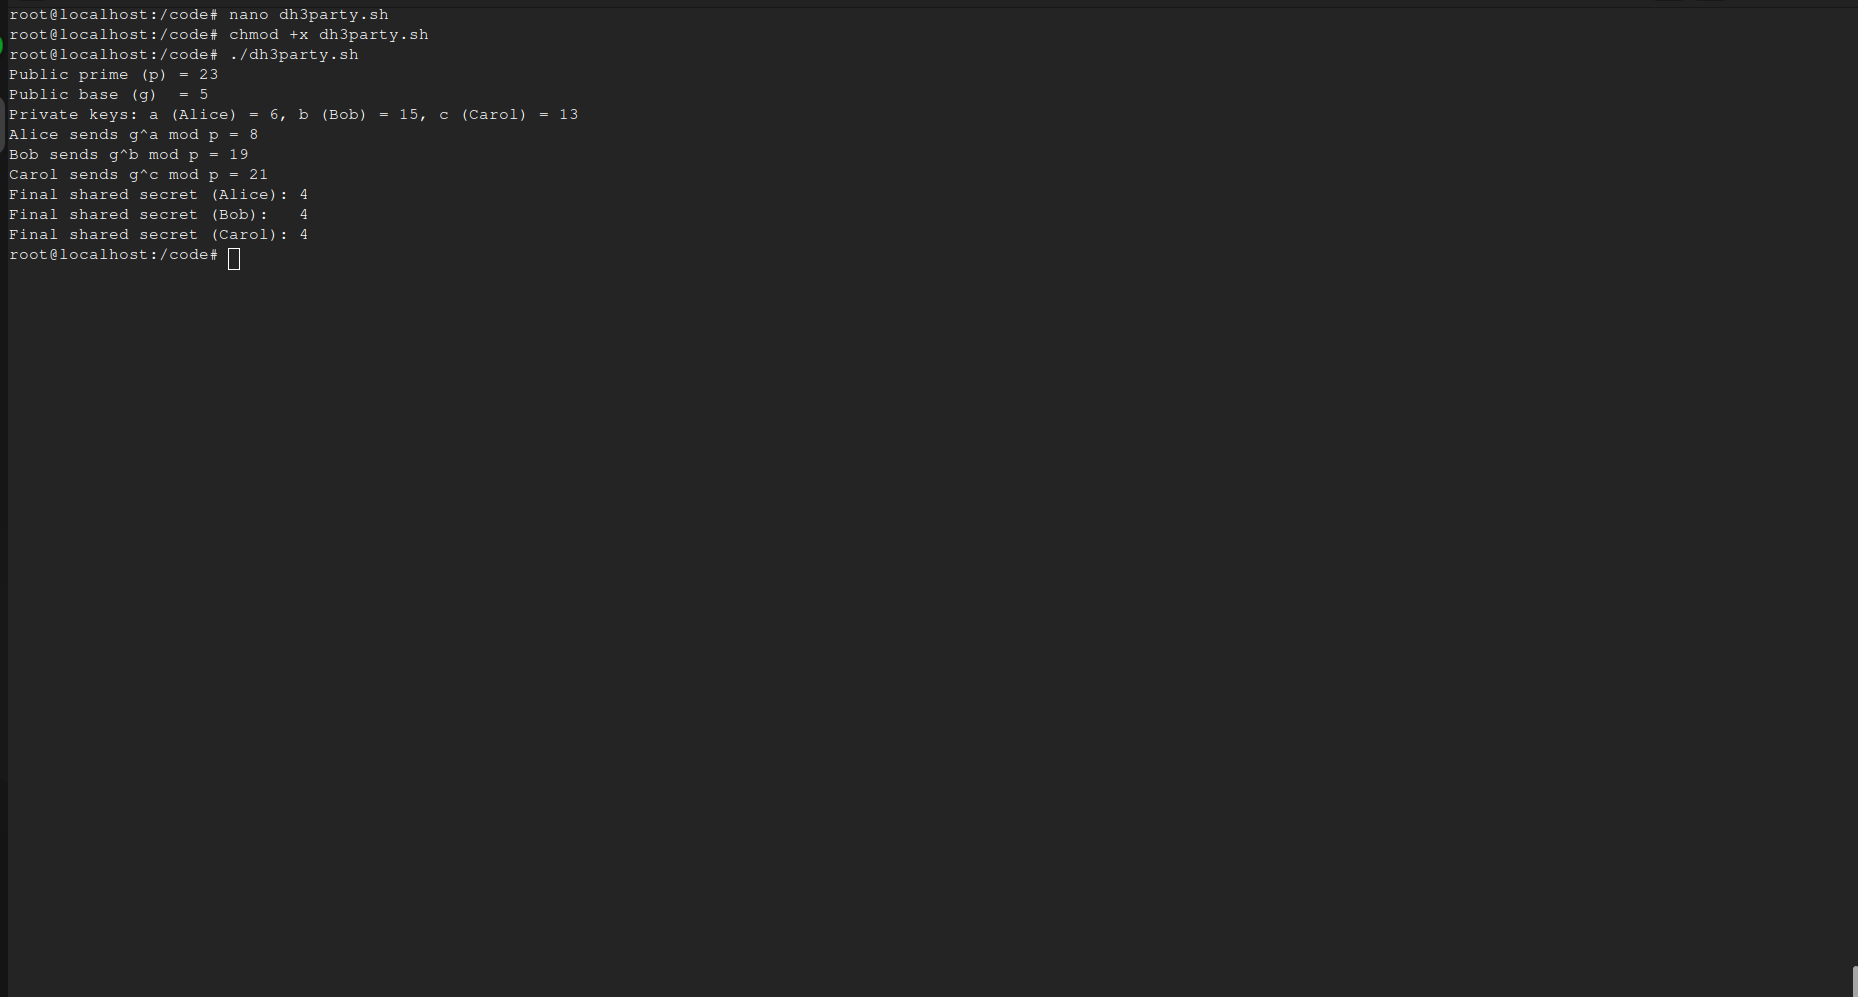 root@localhost:/code# nano dh3party.sh
root@localhost:/code# chmod +x dh3party.sh
root@localhost:/code# ./dh3party.sh
Public prime (p) = 23
Public base (g)  = 5
Private keys: a (Alice) = 6, b (Bob) = 15, c (Carol) = 13
Alice sends g^a mod p = 8
Bob sends g^b mod p = 19
Carol sends g^c mod p = 21
Final shared secret (Alice): 4
Final shared secret (Bob):   4
Final shared secret (Carol): 4
root@localhost:/code#